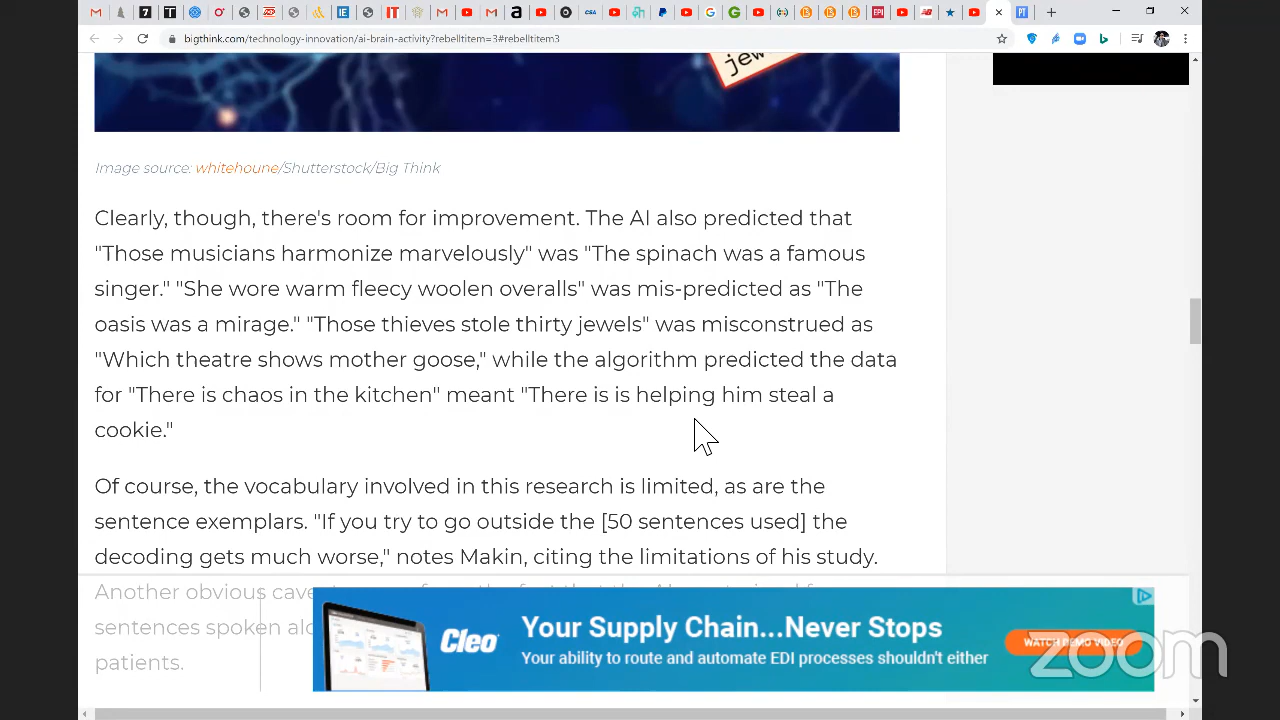 bigthink.com/technology-innovation/ai-brain-activity?rebelltitem=3#rebelltitem3
jew
Image source: whitehoune/Shutterstock/Big Think
Clearly, though, there's room for improvement. The AI also predicted that
"Those musicians harmonize marvelously" was "The spinach was a famous
singer." "She wore warm fleecy woolen overalls" was mis-predicted as "The
oasis was a mirage." "Those thieves stole thirty jewels" was misconstrued as
"Which theatre shows mother goose," while the algorithm predicted the data
for "There is chaos in the kitchen" meant "There is is helping him steal a
cookie."
Of course, the vocabulary involved in this research is limited, as are the
sentence exemplars. "If you try to go outside the [50 sentences used] the
decoding gets much worse," notes Makin, citing the limitations of his study.
Another obvious
sentences spoken
patients.
Cleo
Your Supply Chain...Never Stops
Your ability to route and automate EDI processes shouldn't either
WATCH DEMO VIDEO
zoom